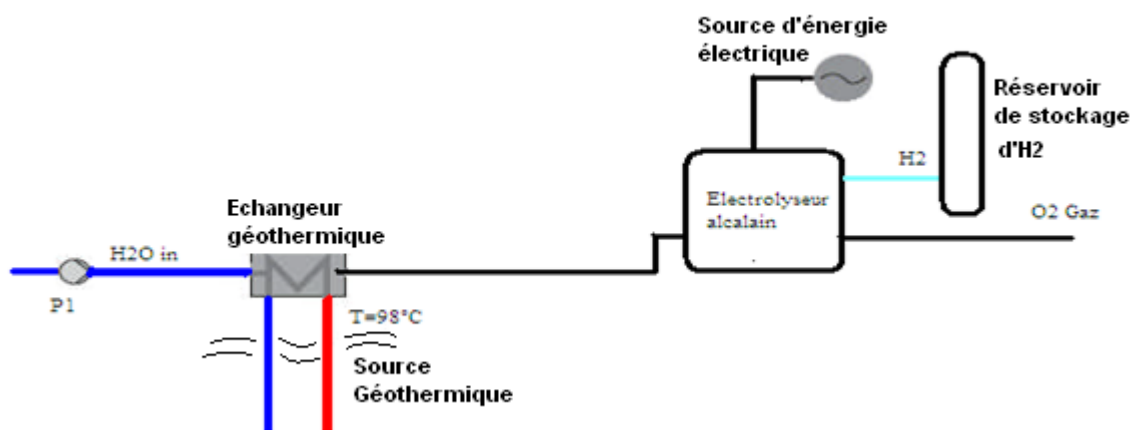 Source d'énergie
électrique
Réservoir
de stockage
d'H2
H2
Electrolyseur
alcalain
O2 Gaz
Echangeur
géothermique
H2O in
P1
T=98°C
Source
Géothermique